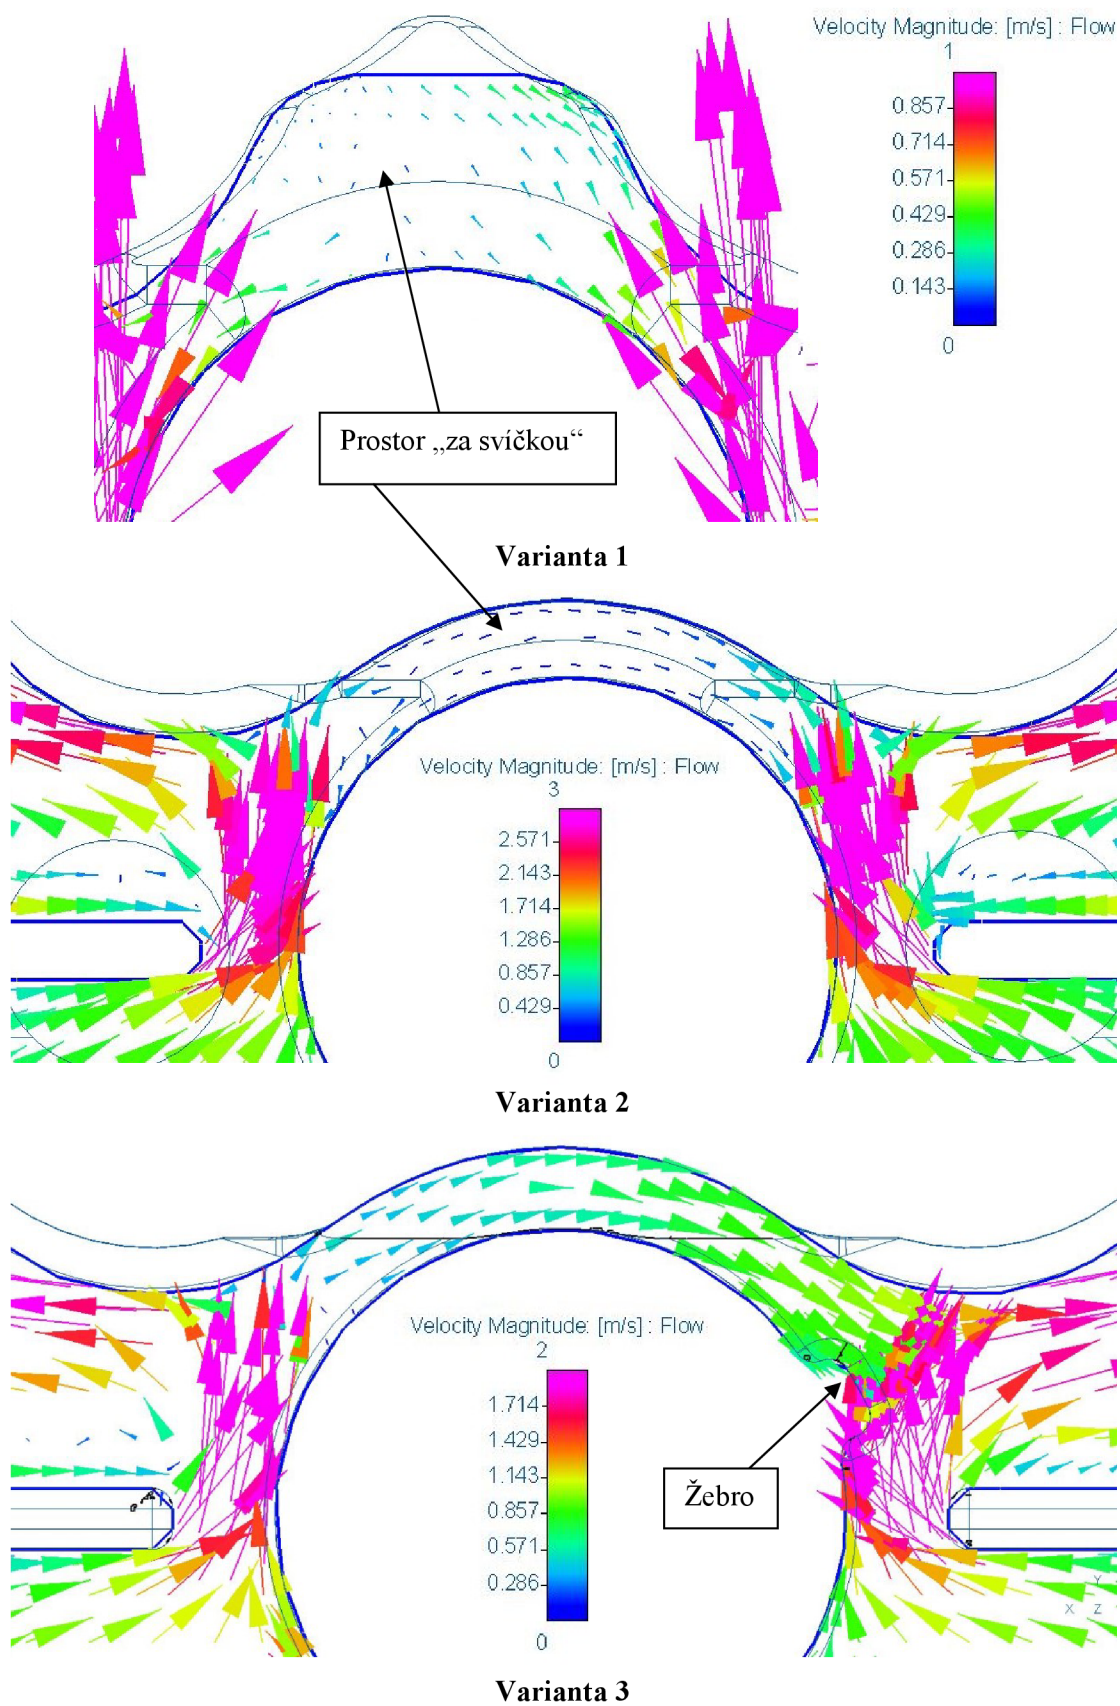 Velocity Magnitude: [m/s] : Flow
1
0.857
0.714
0.571
0.429
0.286
0.143
0
Prostor „za svíčkou“
Varianta 1
Velocity Magnitude: [m/s] : Flow
3
2.571
2.143
1.714
1.286
0.857
0.429
0
Varianta 2
Velocity Magnitude: [m/s] : Flow
2
1.714
1.429
1.143
0.857
0.571
0.286
0
Žebro
Y
X Z
Varianta 3